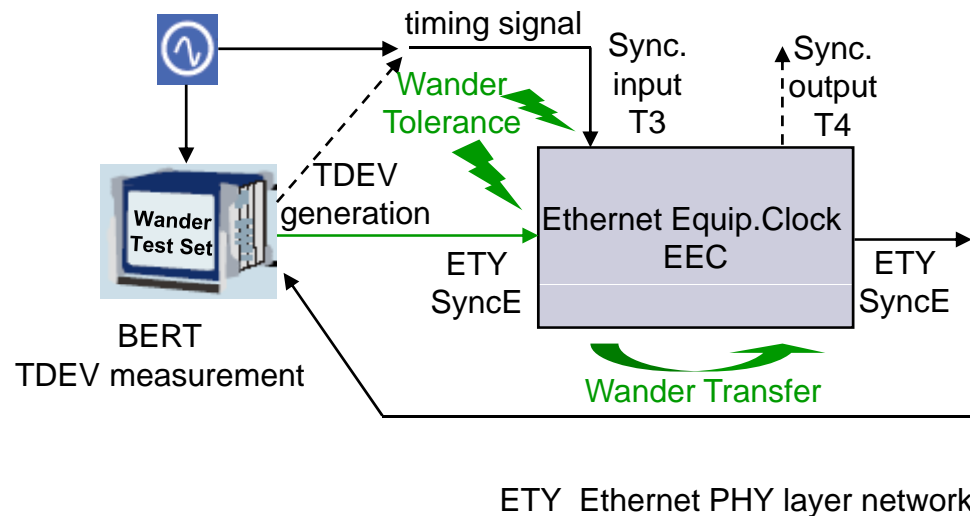 timing signal
Sync.
input
T3
Sync.
output
T4
Wander
Tolerance
TDEV
generation
Wander
Test Set
Ethernet Equip.Clock
EEC
ETY
SyncE
ETY
SyncE
BERT
TDEV measurement
Wander Transfer
ETY Ethernet PHY layer network